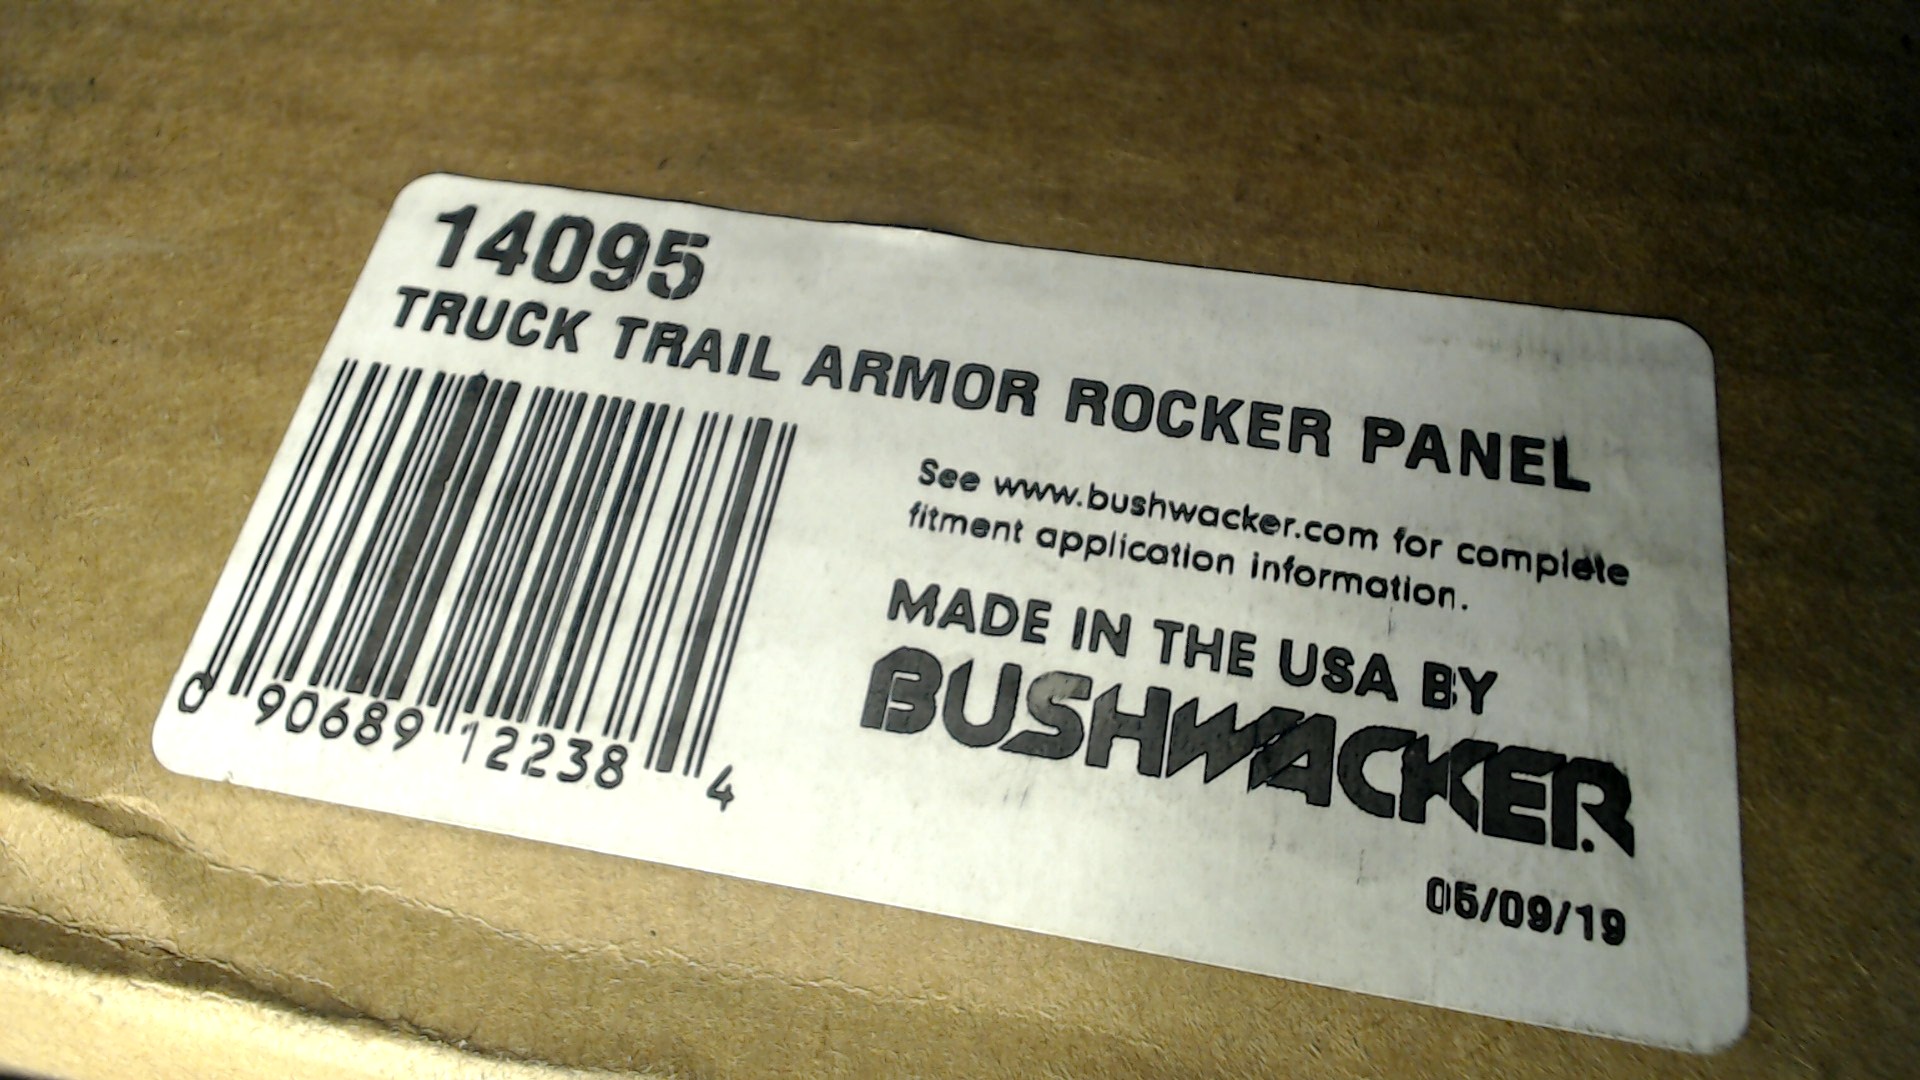 14095
TRUCK TRAIL ARMOR ROCKER PANEL
See www.bushwacker.com for complete
fitment application information.
MADE IN THE USA BY
BUSHWACKER
0 90689 12238 4
05/09/19